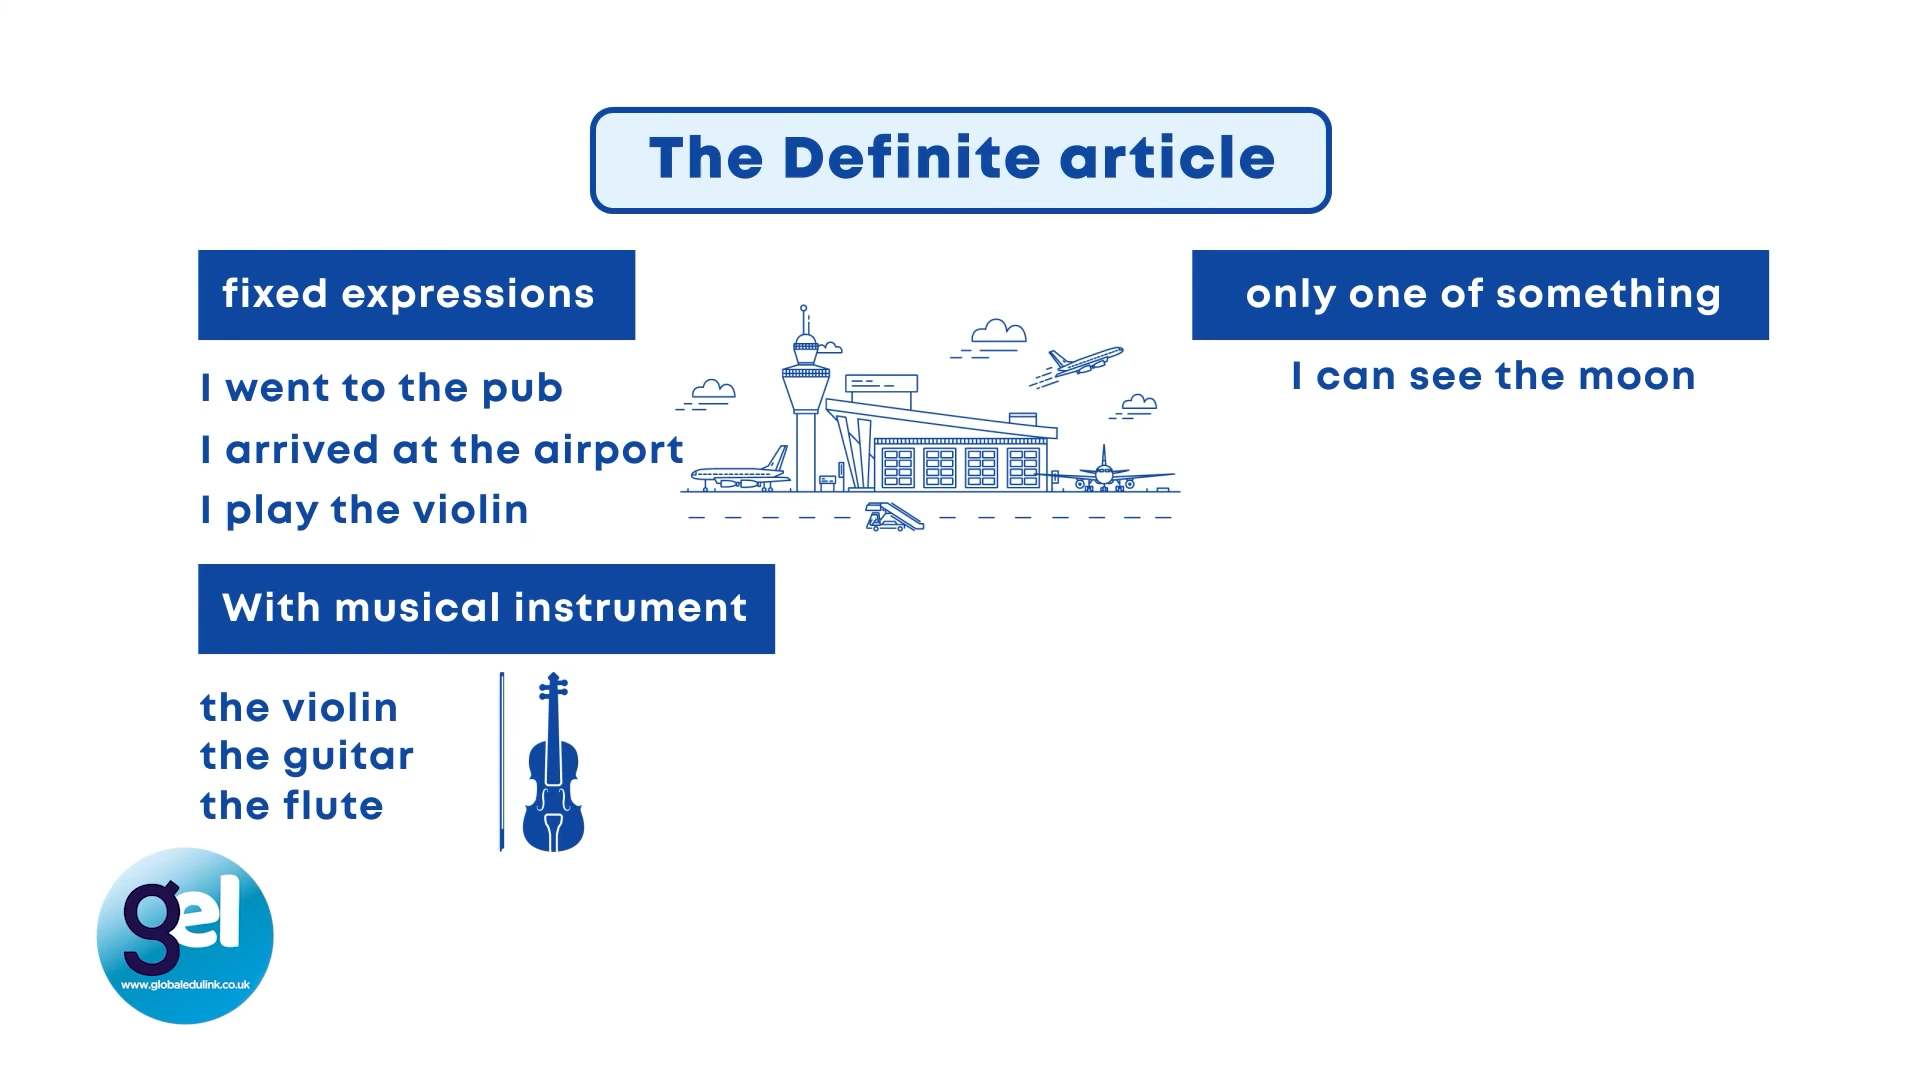 The Definite article
fixed expressions
I went to the pub
I arrived at the airport
I play the violin
With musical instrument
the violin
the guitar
the flute
only one of something
I can see the moon
gel
www.globaledulink.co.uk